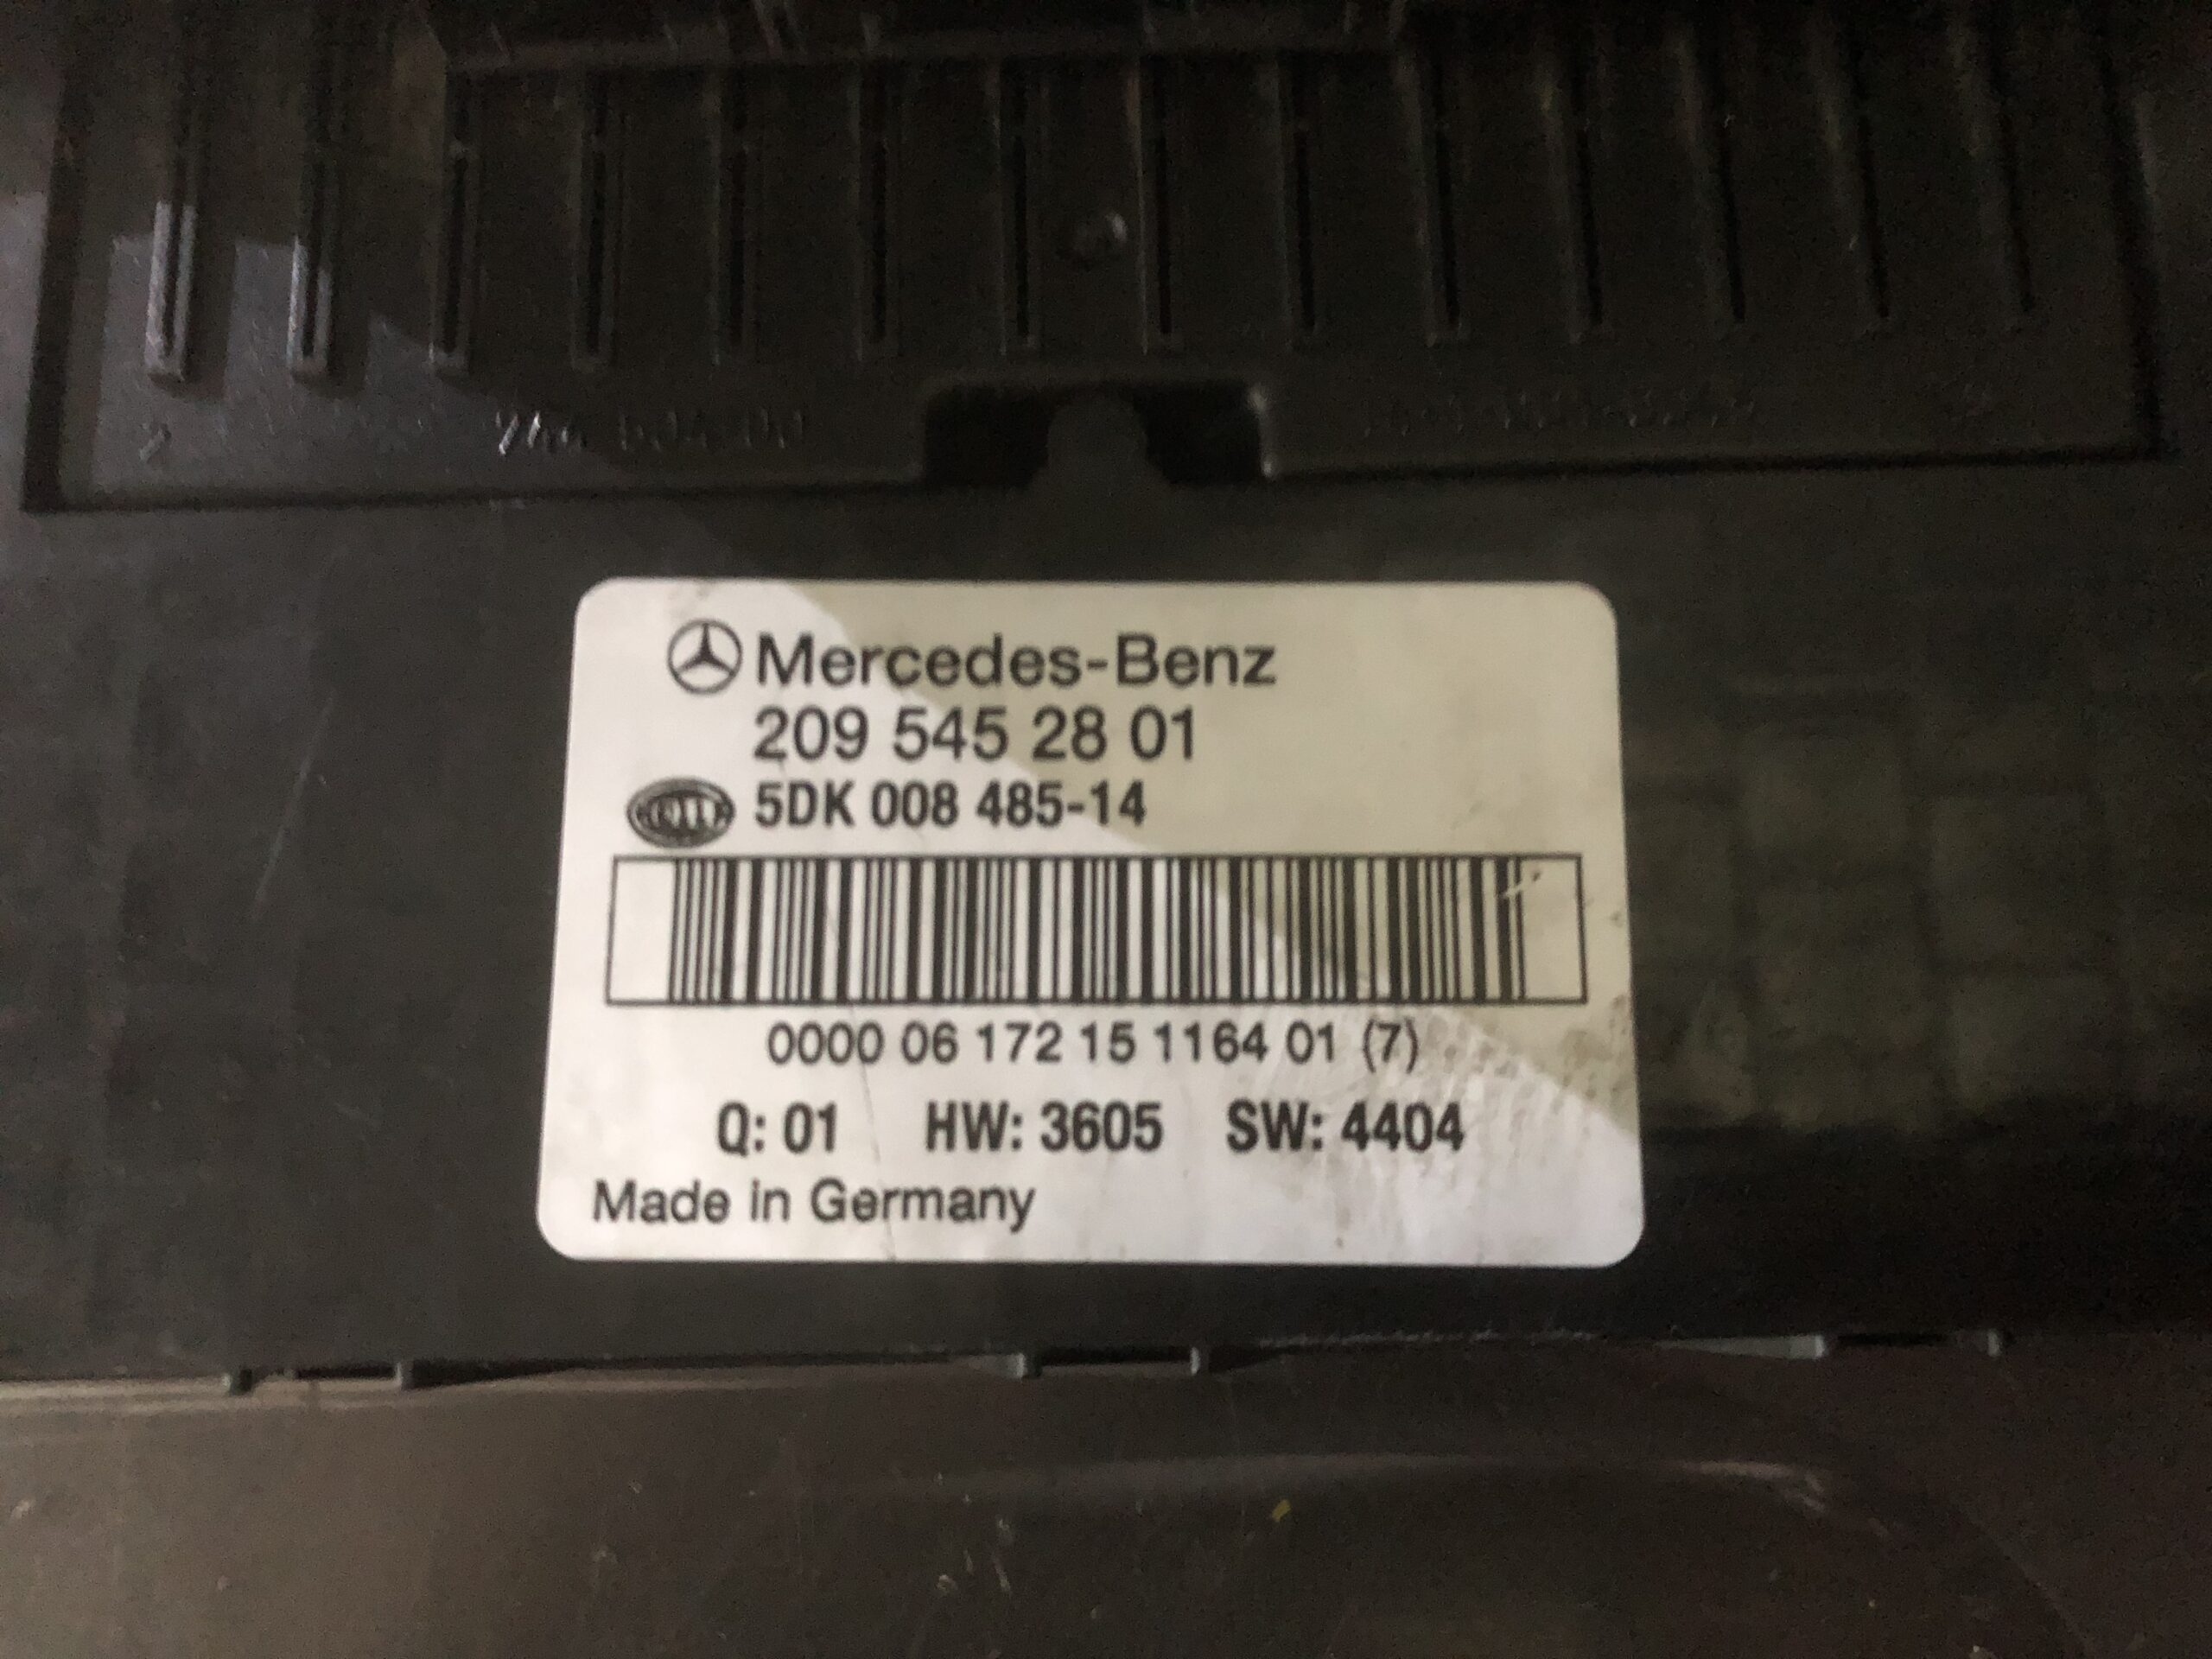 Mercedes-Benz
209 545 28 01
HELLA 5DK 008 485-14
0000 06 172 15 1164 01 (7)
Q: 01 HW: 3605 SW: 4404
Made in Germany